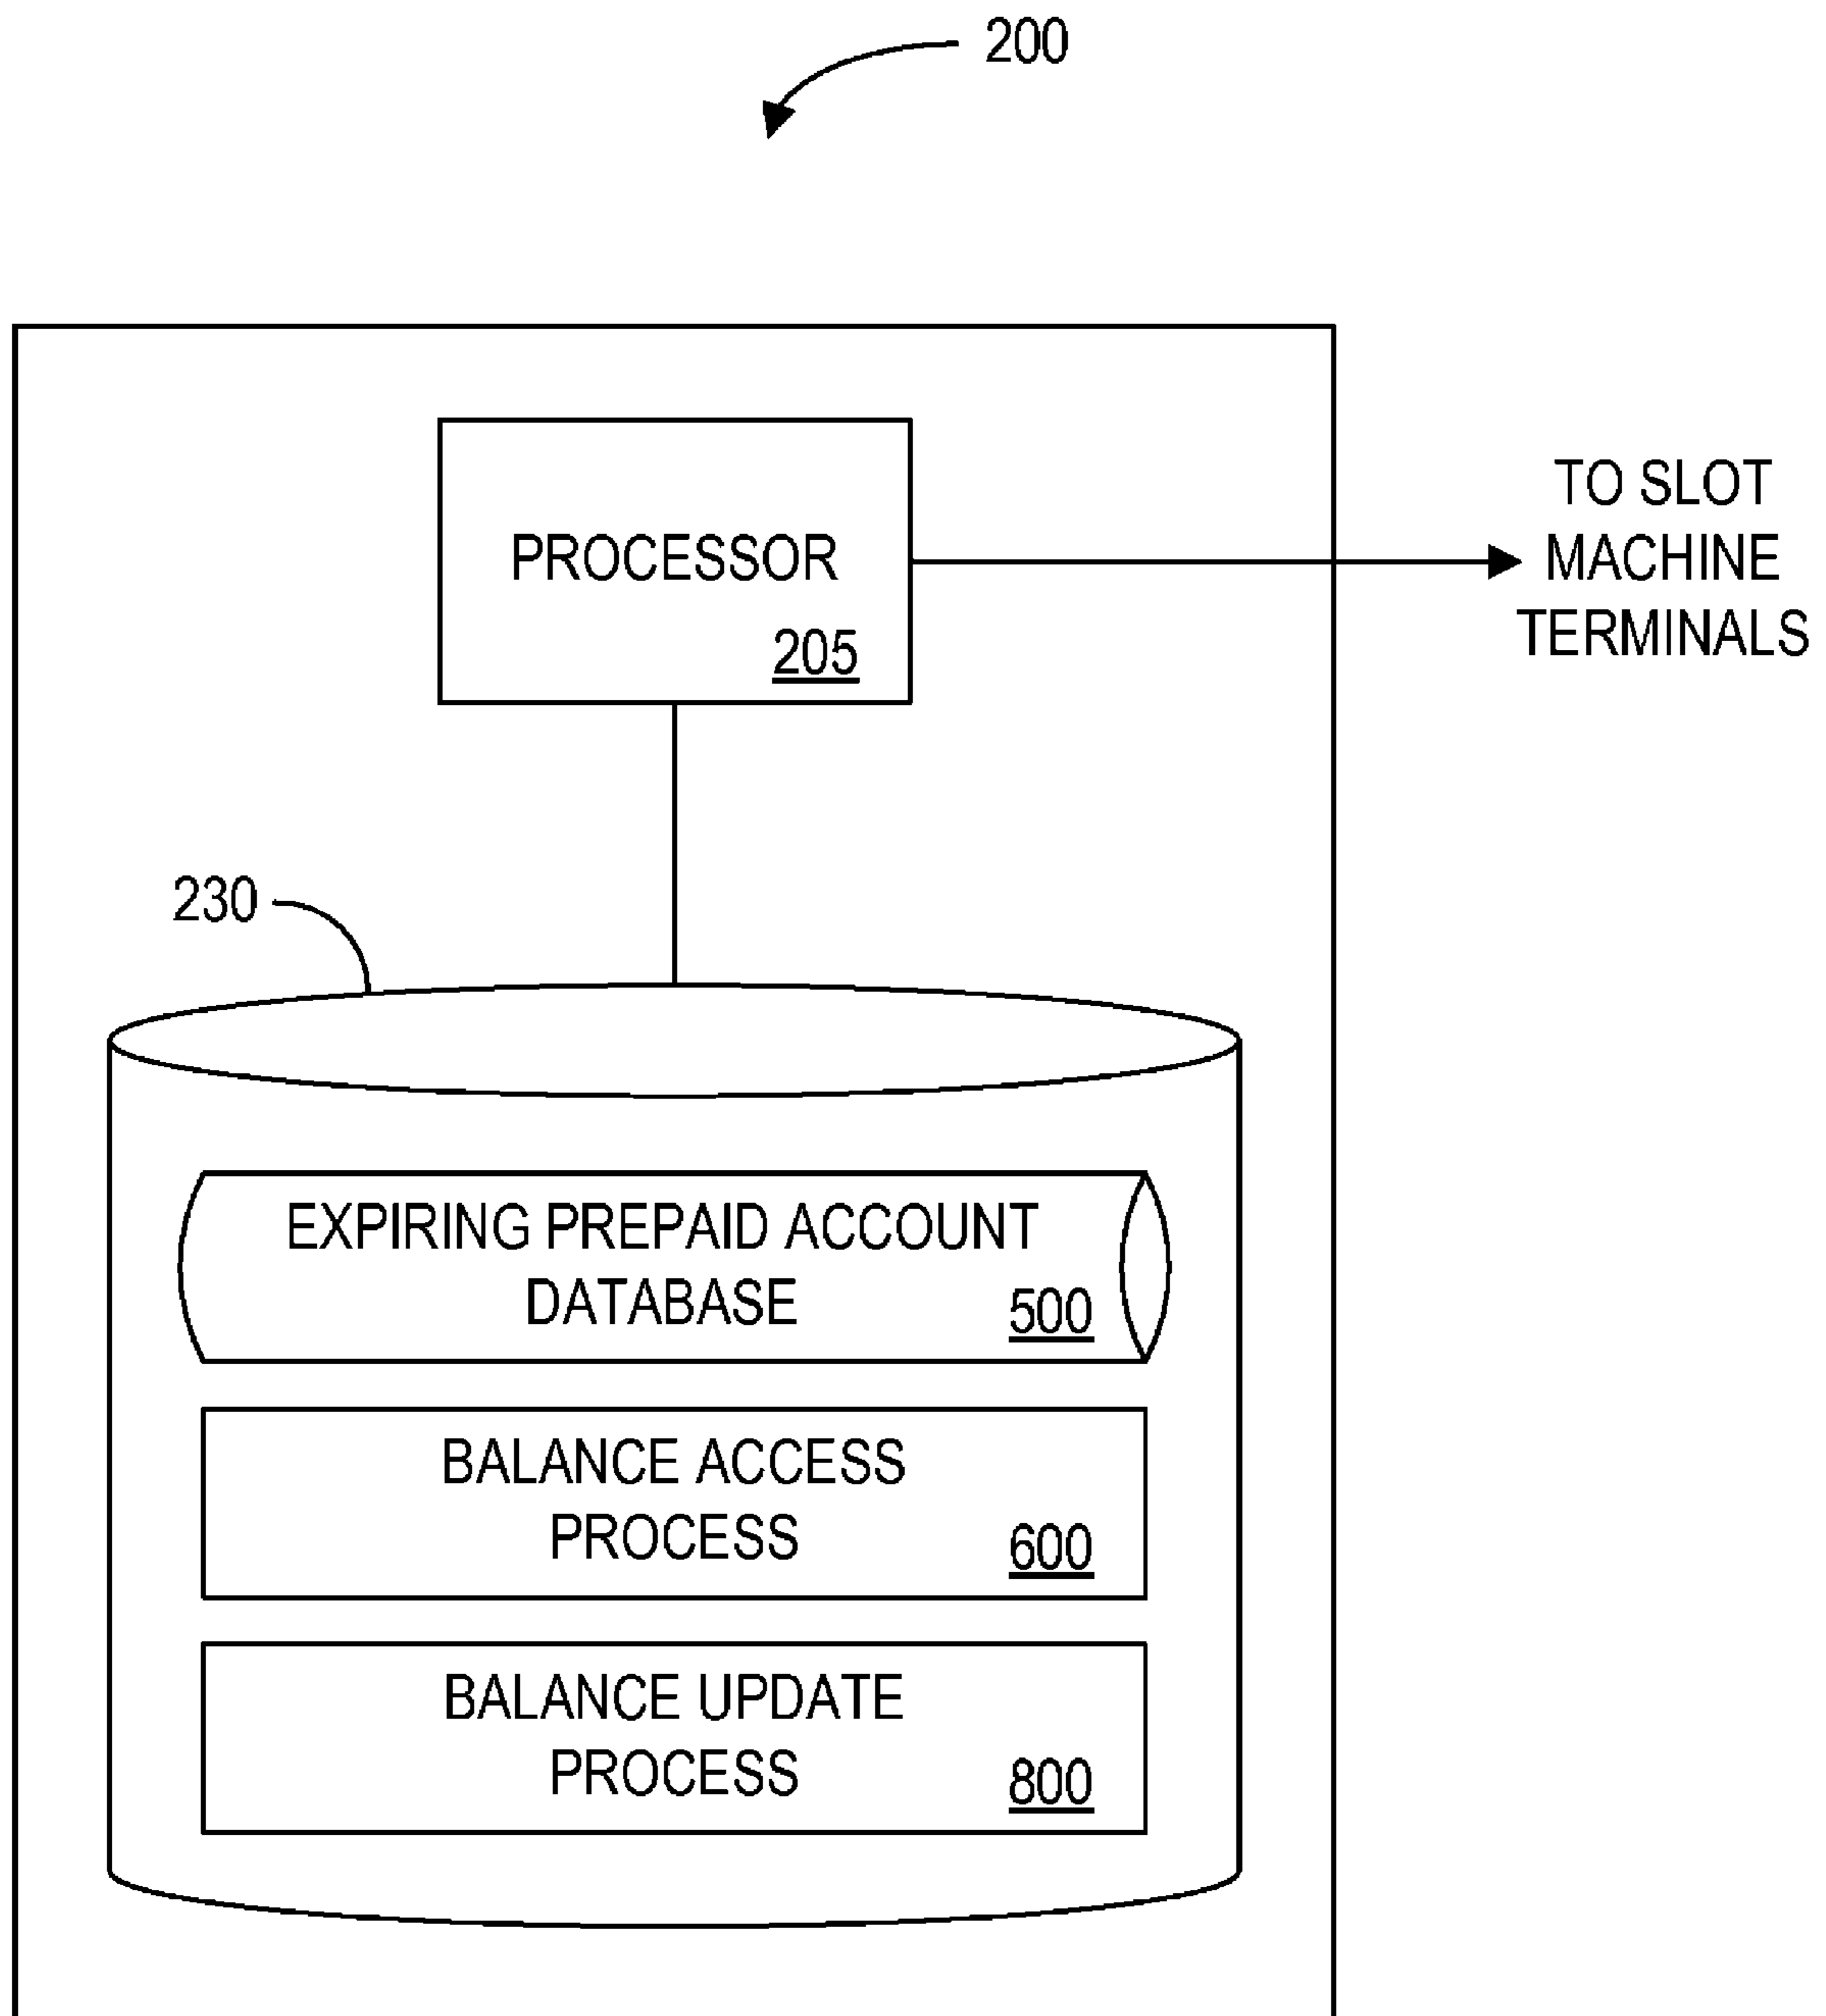 200
PROCESSOR
205
TO SLOT
MACHINE
TERMINALS
230
EXPIRING PREPAID ACCOUNT
DATABASE 500
BALANCE ACCESS
PROCESS 600
BALANCE UPDATE
PROCESS 800